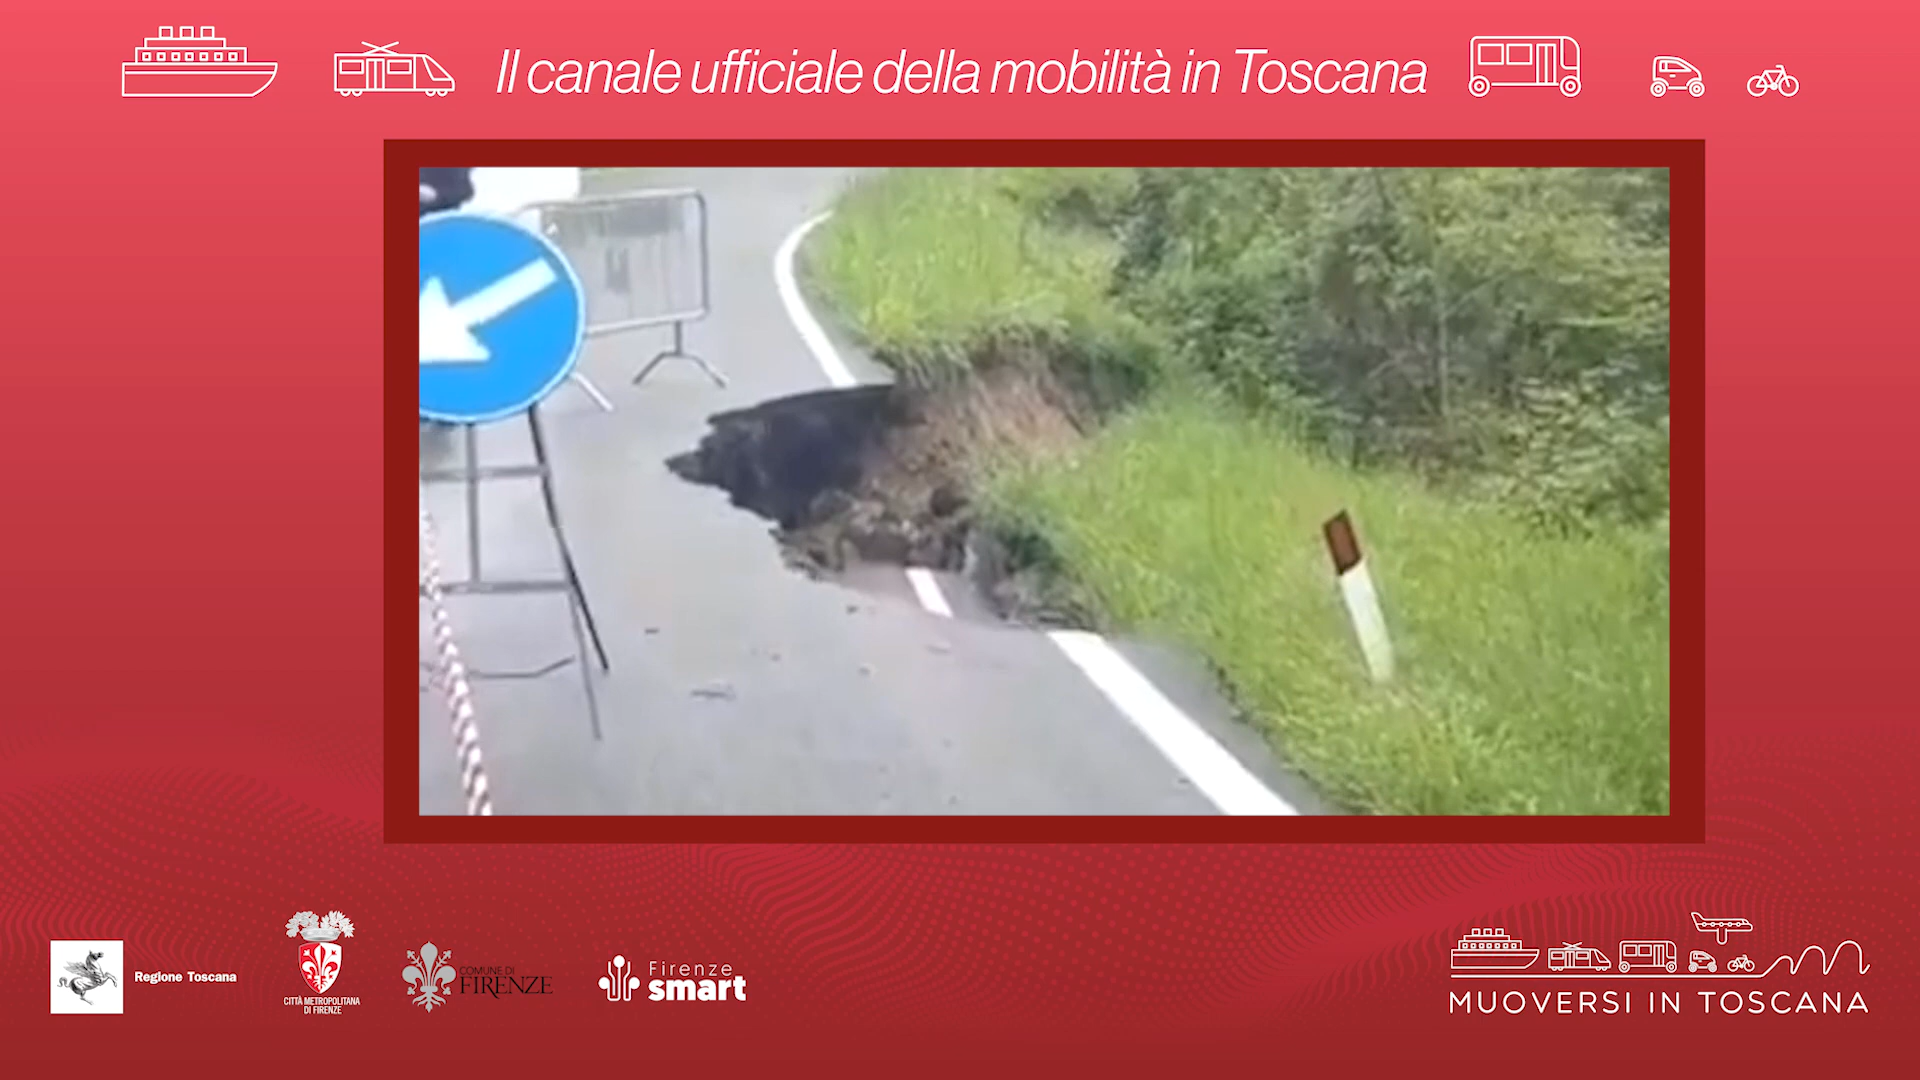 Il canale ufficiale della mobilità in Toscana
Regione Toscana
CITTÀ METROPOLITANA
DI FIRENZE
COMUNE DI
FIRENZE
Firenze
smart
MUOVERSI IN TOSCANA